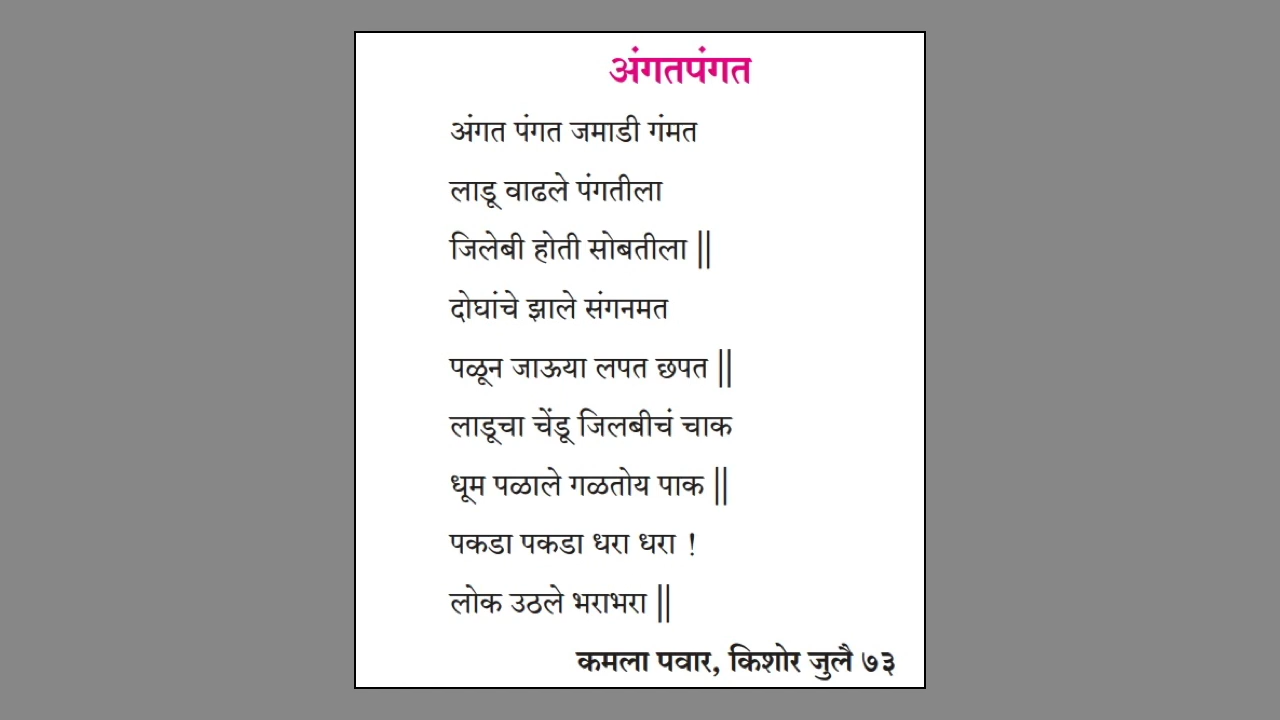 अंगतपंगत
अंगत पंगत जमाडी गंमत
लाडू वाढले पंगतीला
जिलेबी होती सोबतीला ||
दोघांचे झाले संगनमत
पळून जाऊया लपत छपत ||
लाडूचा चेंडू जिलबीचं चाक
धूम पळाले गळतोय पाक ||
पकडा पकडा धरा धरा !
लोक उठले भराभरा ||
कमला पवार, किशोर जुलै ७३